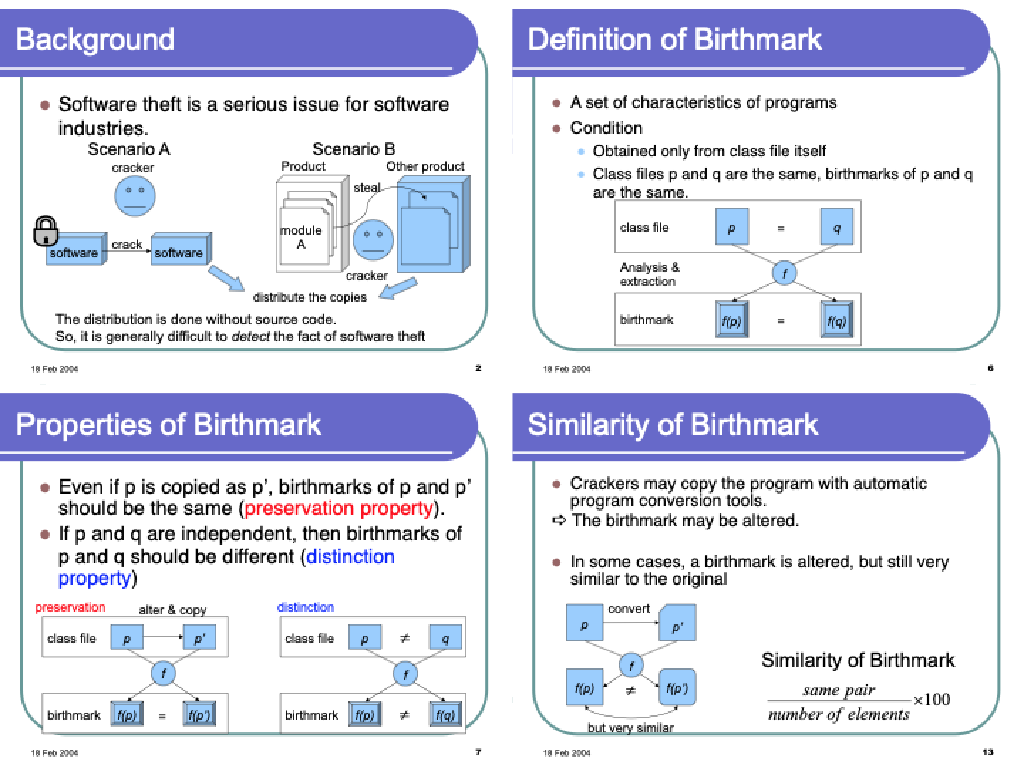 Background
Software theft is a serious issue for software
industries.
Scenario A
cracker
software
crack
software
Scenario B
Product
Other product
steal
module
A
cracker
distribute the copies
The distribution is done without source code.
So, it is generally difficult to detect the fact of software theft
18 Feb 2004
2
Definition of Birthmark
A set of characteristics of programs
Condition
Obtained only from class file itself
Class files p and q are the same, birthmarks of p and q
are the same.
class file p = q
Analysis &
extraction
f
birthmark f(p) = f(q)
18 Feb 2004
6
Properties of Birthmark
Even if p is copied as p', birthmarks of p and p'
should be the same (preservation property).
If p and q are independent, then birthmarks of
p and q should be different (distinction
property)
preservation
alter & copy
class file p p'
f
birthmark f(p) = f(p')
distinction
class file p ≠ q
f
birthmark f(p) ≠ f(q)
18 Feb 2004
7
Similarity of Birthmark
Crackers may copy the program with automatic
program conversion tools.
⇨ The birthmark may be altered.
In some cases, a birthmark is altered, but still very
similar to the original
convert
p p'
f
f(p) ≠ f(p')
but very similar
Similarity of Birthmark
same pair
number of elements
×100
18 Feb 2004
13